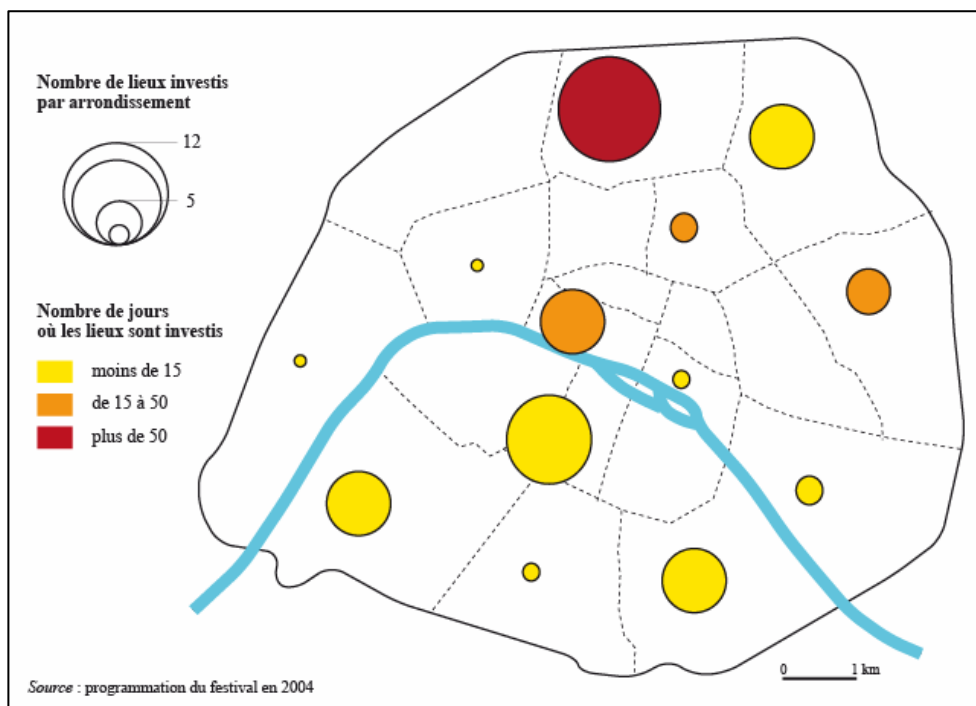 Nombre de lieux investis
par arrondissement
12
5
Nombre de jours
où les lieux sont investis
moins de 15
de 15 à 50
plus de 50
0 1 km
Source : programmation du festival en 2004